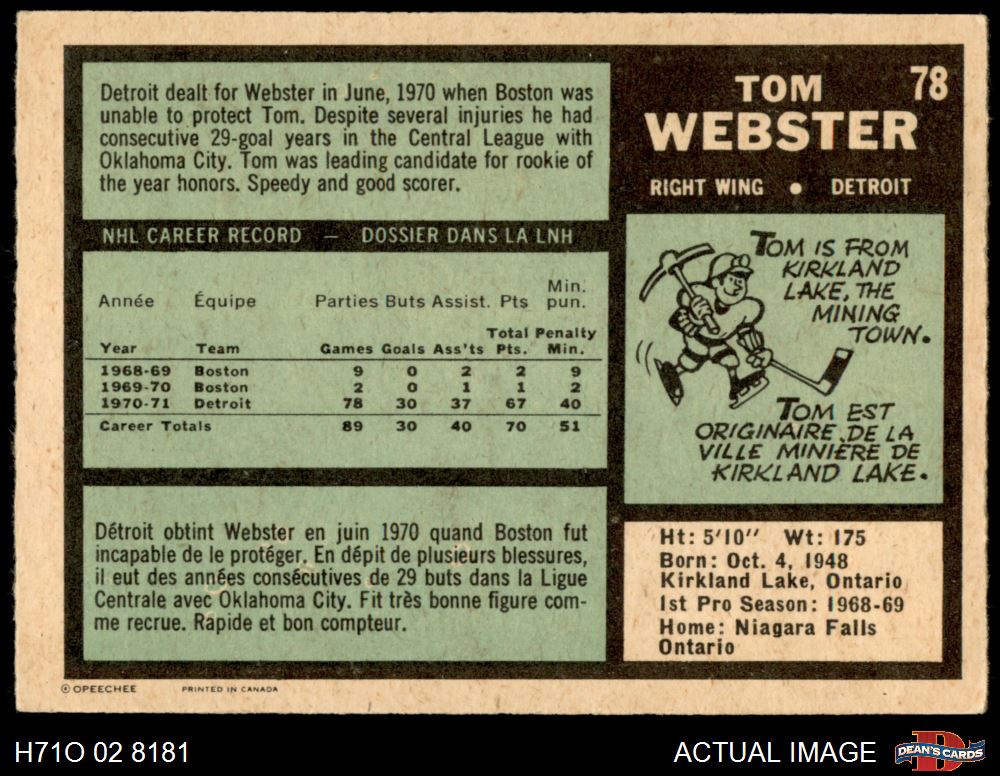 Detroit dealt for Webster in June, 1970 when Boston was
unable to protect Tom. Despite several injuries he had
consecutive 29-goal years in the Central League with
Oklahoma City. Tom was leading candidate for rookie of
the year honors. Speedy and good scorer.
NHL CAREER RECORD — DOSSIER DANS LA LNH
Année Équipe Parties Buts Assist. Pts Min. pun.
Year Team Games Goals Ass'ts Total Pts. Penalty Min.
1968-69 Boston 9 0 2 2 9
1969-70 Boston 2 0 1 1 2
1970-71 Detroit 78 30 37 67 40
Career Totals 89 30 40 70 51
Détroit obtint Webster en juin 1970 quand Boston fut
incapable de le protéger. En dépit de plusieurs blessures,
il eut des années consécutives de 29 buts dans la Ligue
Centrale avec Oklahoma City. Fit très bonne figure com-
me recrue. Rapide et bon compteur.
78
TOM
WEBSTER
RIGHT WING • DETROIT
TOM IS FROM
KIRKLAND
LAKE, THE
MINING
TOWN.
TOM EST
ORIGINAIRE DE LA
VILLE MINIÈRE DE
KIRKLAND LAKE.
Ht: 5'10" Wt: 175
Born: Oct. 4, 1948
Kirkland Lake, Ontario
1st Pro Season: 1968-69
Home: Niagara Falls
Ontario
© OPEECHEE PRINTED IN CANADA
H71O 02 8181
ACTUAL IMAGE
D
DEAN'S CARDS